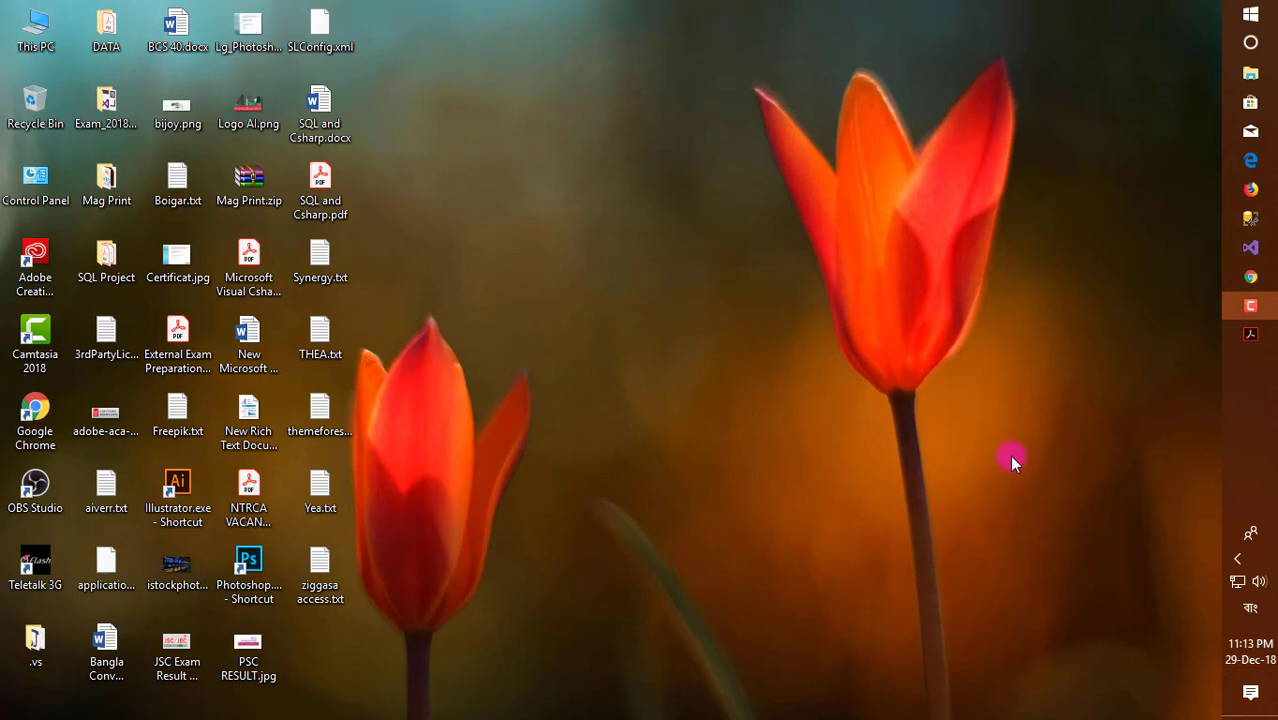 This PC
DATA
BCS 40.docx
Lg_Photosh...
SLConfig.xml
Recycle Bin
Exam_2018...
bijoy.png
Logo AI.png
SQL and
Csharp.docx
Control Panel
Mag Print
Boigar.txt
Mag Print.zip
SQL and
Csharp.pdf
Adobe
Creati...
SQL Project
Certificat.jpg
Microsoft
Visual Csha...
Synergy.txt
Camtasia
2018
3rdPartyLic...
External Exam
Preparation...
New
Microsoft ...
THEA.txt
Google
Chrome
adobe-aca-...
Freepik.txt
New Rich
Text Docu...
themefores...
OBS Studio
aiverr.txt
Illustrator.exe
- Shortcut
NTRCA
VACAN...
Yea.txt
Teletalk 3G
applicatio...
istockphot...
Photoshop....
- Shortcut
ziggasa
access.txt
.vs
Bangla
Conv...
JSC Exam
Result ...
PSC
RESULT.jpg
বাং
11:13 PM
29-Dec-18